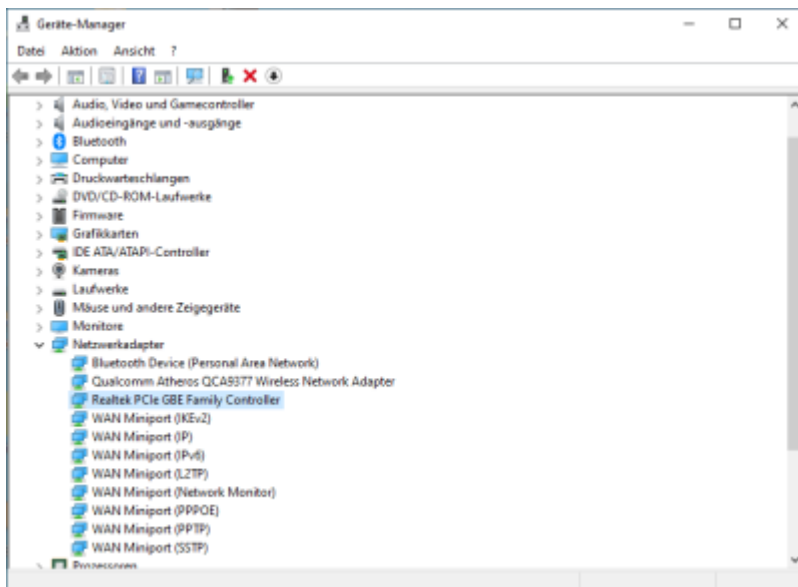 Geräte-Manager
Datei Aktion Ansicht ?
Audio, Video und Gamecontroller
Audioeingänge und -ausgänge
Bluetooth
Computer
Druckwarteschlangen
DVD/CD-ROM-Laufwerke
Firmware
Grafikkarten
IDE ATA/ATAPI-Controller
Kameras
Laufwerke
Mäuse und andere Zeigegeräte
Monitore
Netzwerkadapter
Bluetooth Device (Personal Area Network)
Qualcomm Atheros QCA9377 Wireless Network Adapter
Realtek PCIe GBE Family Controller
WAN Miniport (IKEv2)
WAN Miniport (IP)
WAN Miniport (IPv6)
WAN Miniport (L2TP)
WAN Miniport (Network Monitor)
WAN Miniport (PPPOE)
WAN Miniport (PPTP)
WAN Miniport (SSTP)
Prozessoren